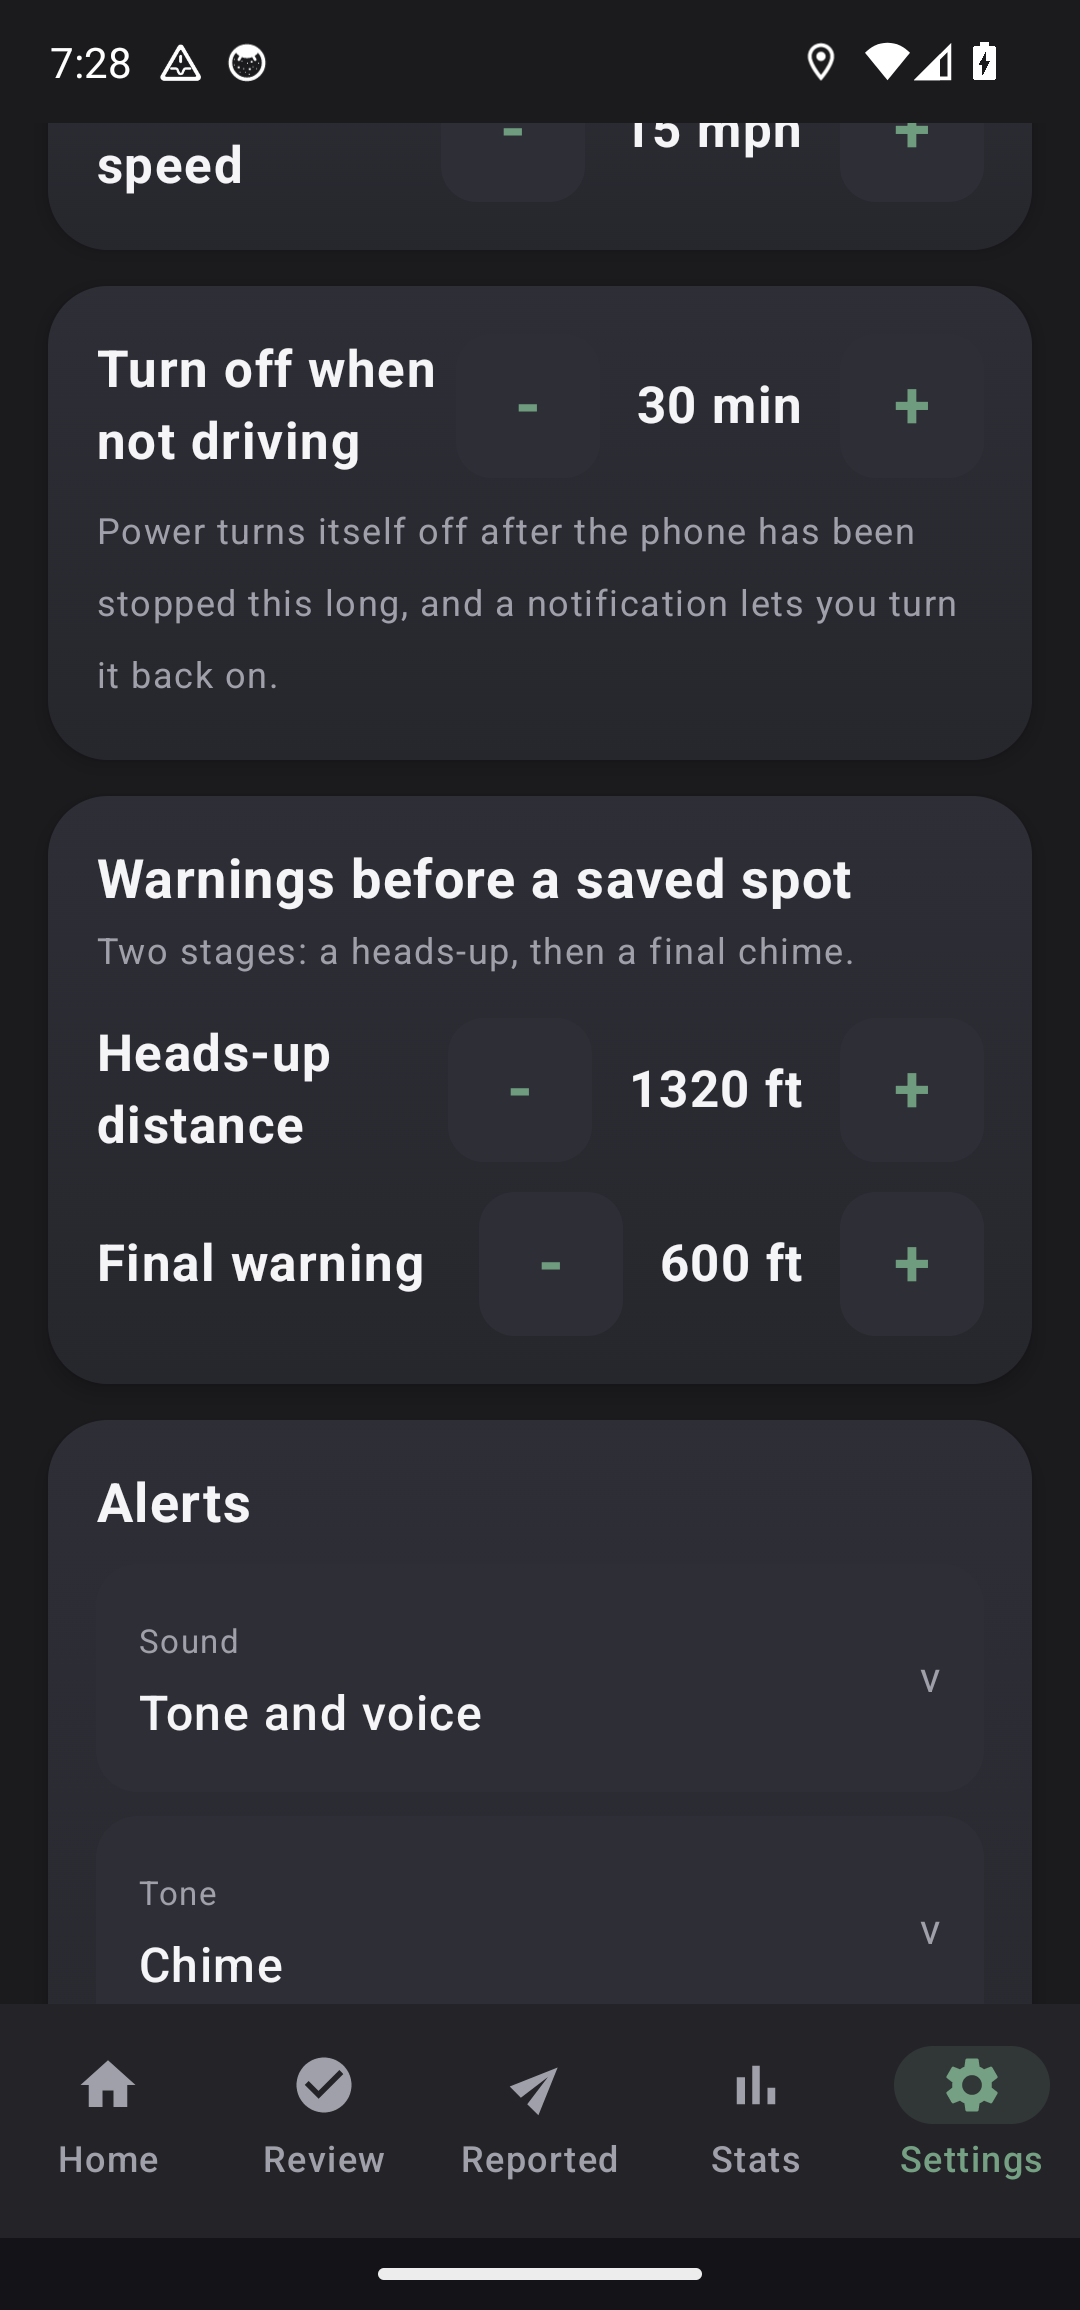 7:28
speed
- 15 mph +
Turn off when
not driving
- 30 min +
Power turns itself off after the phone has been
stopped this long, and a notification lets you turn
it back on.
Warnings before a saved spot
Two stages: a heads-up, then a final chime.
Heads-up
distance
- 1320 ft +
Final warning - 600 ft +
Alerts
Sound
Tone and voice
v
Tone
Chime
v
Home Review Reported Stats Settings